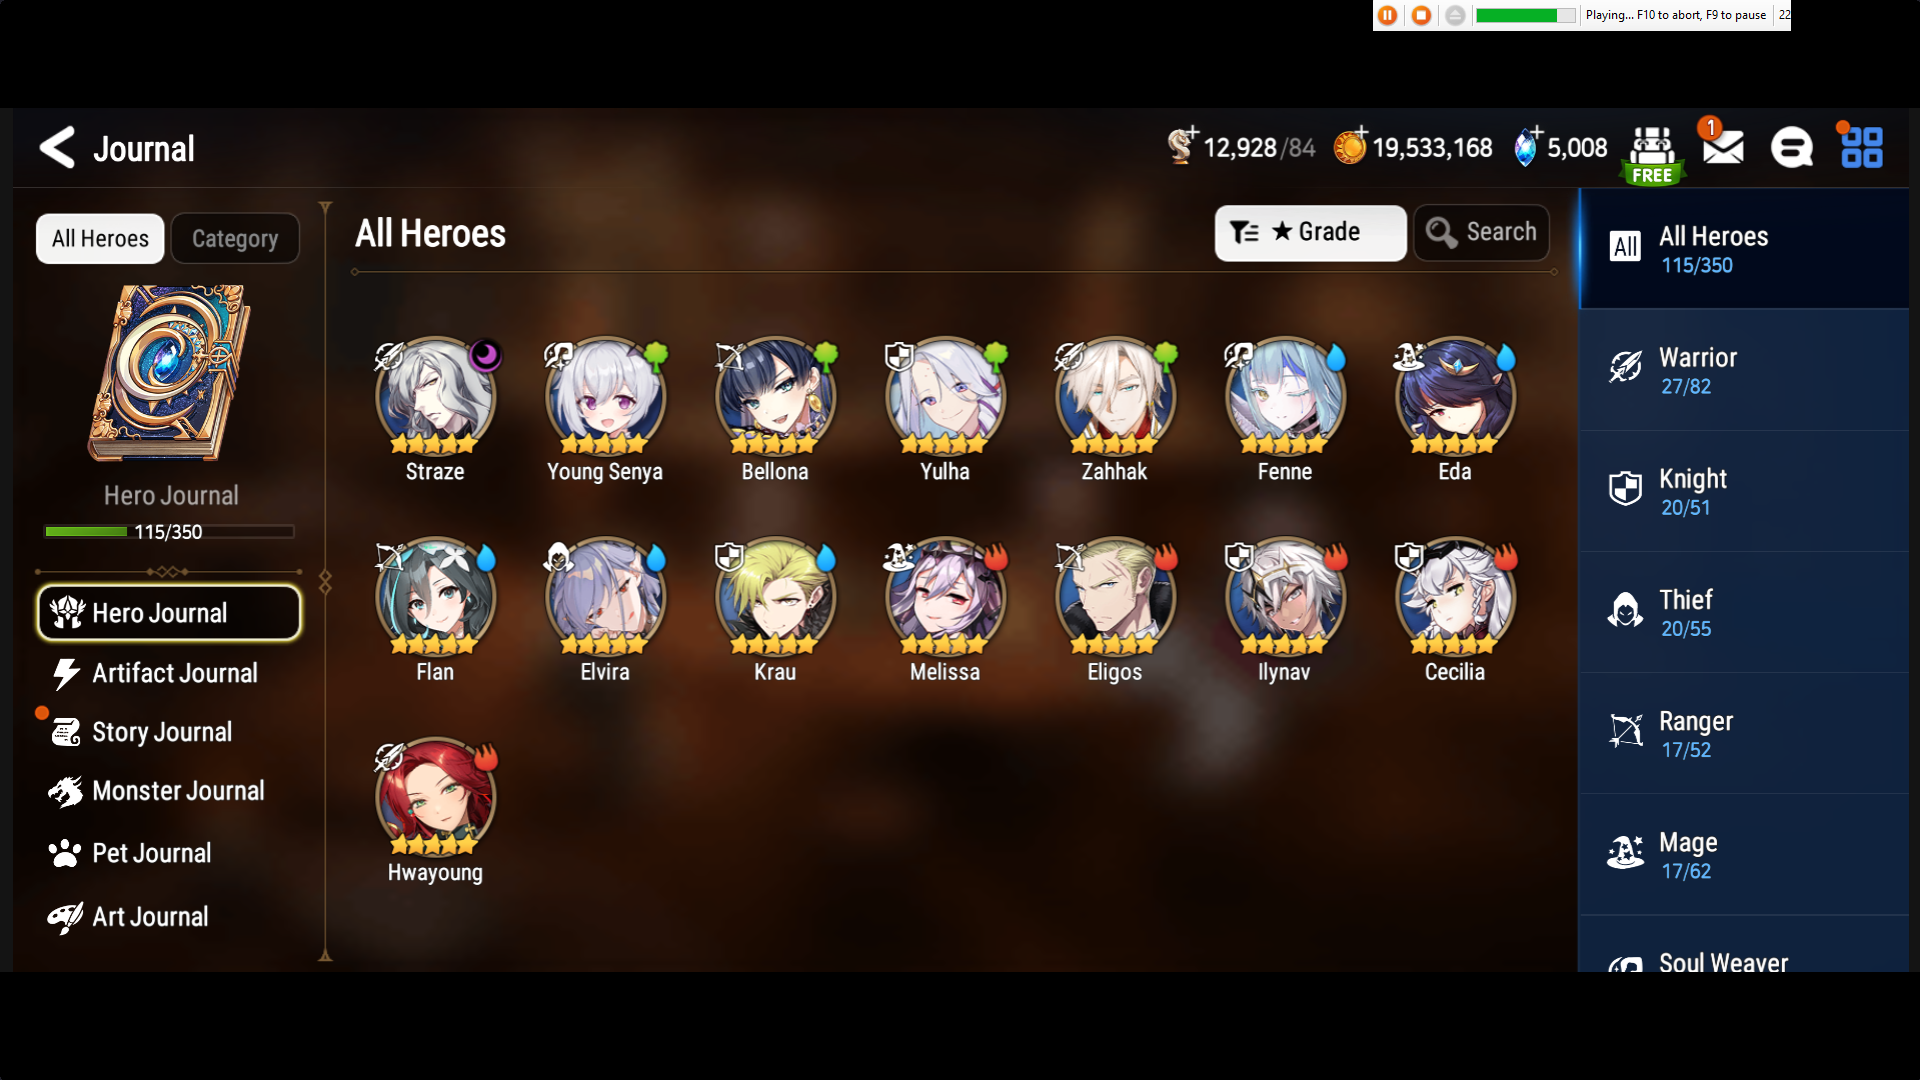 Playing... F10 to abort, F9 to pause 22
Journal
12,928/84
19,533,168
5,008
FREE
1
All Heroes
Category
Hero Journal
115/350
Hero Journal
Artifact Journal
Story Journal
Monster Journal
Pet Journal
Art Journal
All Heroes
★ Grade
Search
Straze
Young Senya
Bellona
Yulha
Zahhak
Fenne
Eda
Flan
Elvira
Krau
Melissa
Eligos
Ilynav
Cecilia
Hwayoung
All
All Heroes
115/350
Warrior
27/82
Knight
20/51
Thief
20/55
Ranger
17/52
Mage
17/62
Soul Weaver